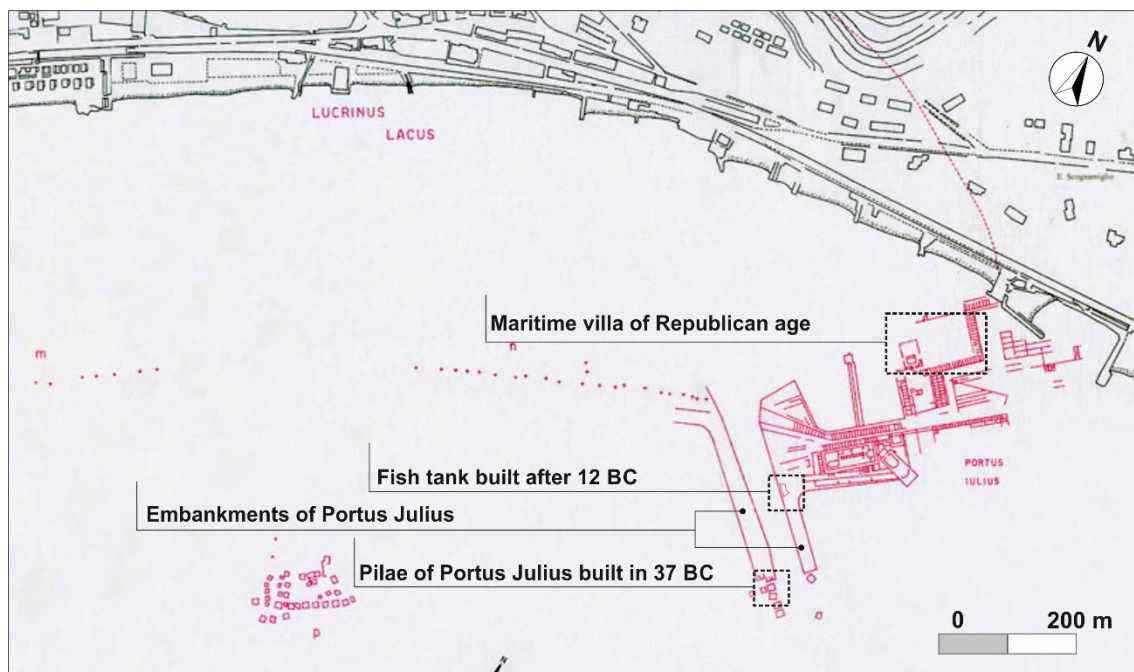 N
LUCRINUS
LACUS
E. Scognamiglio
Maritime villa of Republican age
m
n
Fish tank built after 12 BC
PORTUS
IULIUS
Embankments of Portus Julius
Pilae of Portus Julius built in 37 BC
p
o
0 200 m
N